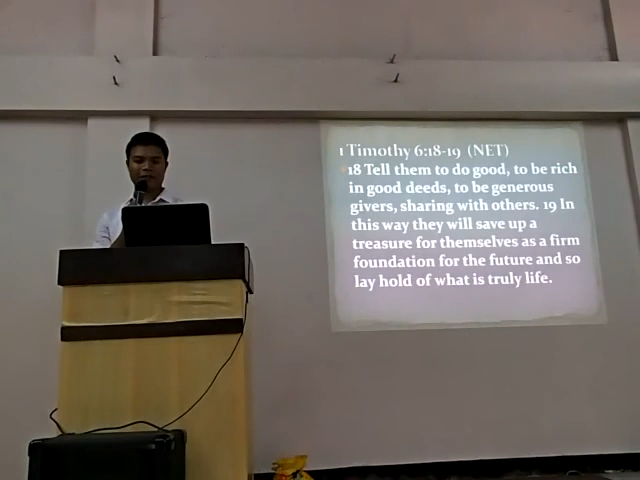 1 Timothy 6:18-19 (NET)
18 Tell them to do good, to be rich
in good deeds, to be generous
givers, sharing with others. 19 In
this way they will save up a
treasure for themselves as a firm
foundation for the future and so
lay hold of what is truly life.